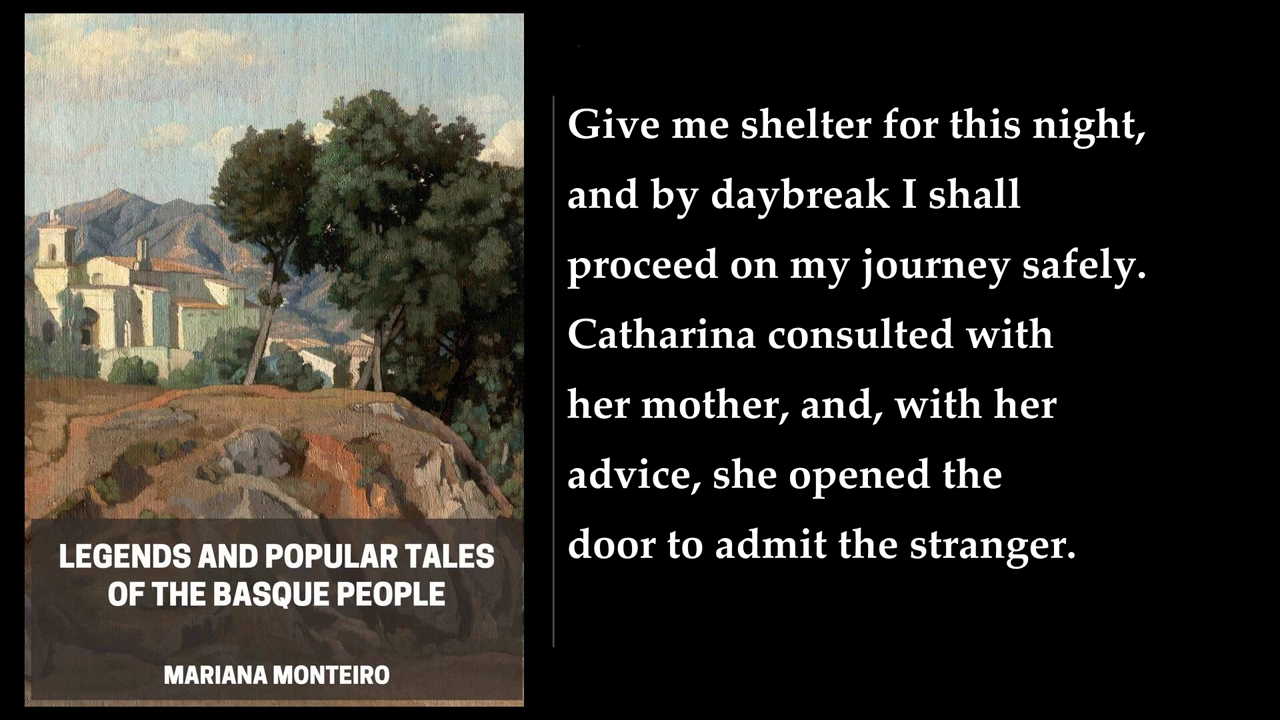 LEGENDS AND POPULAR TALES
OF THE BASQUE PEOPLE
MARIANA MONTEIRO
Give me shelter for this night,
and by daybreak I shall
proceed on my journey safely.
Catharina consulted with
her mother, and, with her
advice, she opened the
door to admit the stranger.